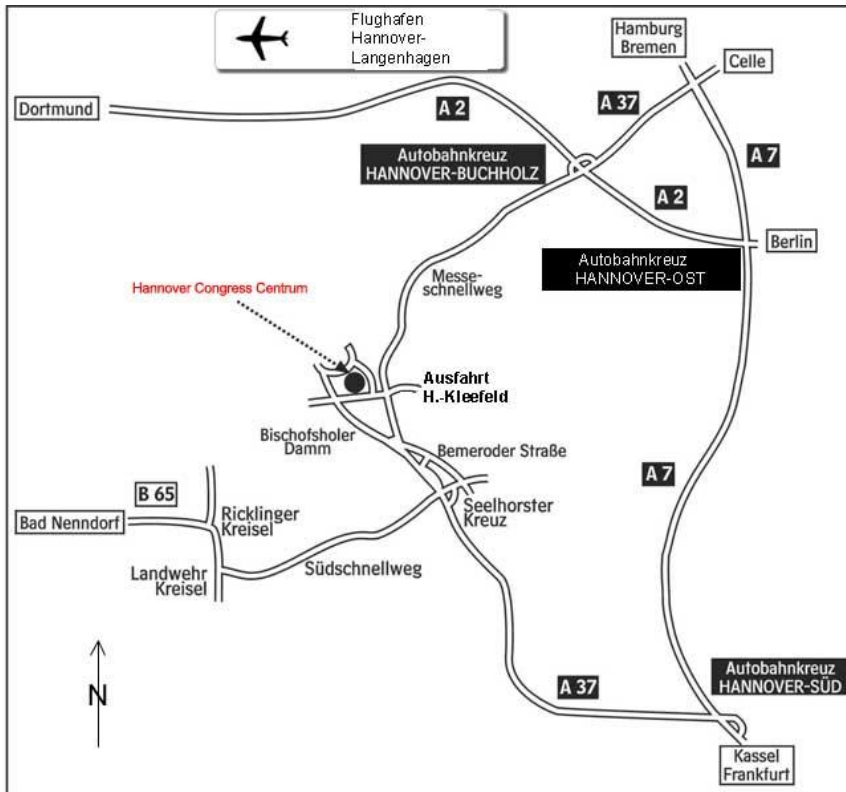 Flughafen
Hannover-
Langenhagen
Hamburg
Bremen
Celle
Dortmund
A 2
A 37
A 7
Autobahnkreuz
HANNOVER-BUCHHOLZ
A 2
Berlin
Autobahnkreuz
HANNOVER-OST
Messe-
schnellweg
Hannover Congress Centrum
Ausfahrt
H.-Kleefeld
Bischofsholer
Damm
Bemeroder Straße
A 7
B 65
Bad Nenndorf
Ricklinger
Kreisel
Seelhorster
Kreuz
Landwehr
Kreisel
Südschnellweg
N
A 37
Autobahnkreuz
HANNOVER-SÜD
Kassel
Frankfurt